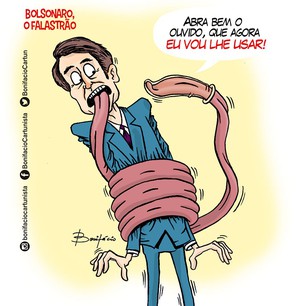 BOLSONARO,
O FALASTRÃO
ABRA BEM O
OUVIDO, QUE AGORA
EU VOU LHE USAR!
BonifacioCartun
BonifacioCartunista
bonifaciocartunista
Bonifácio